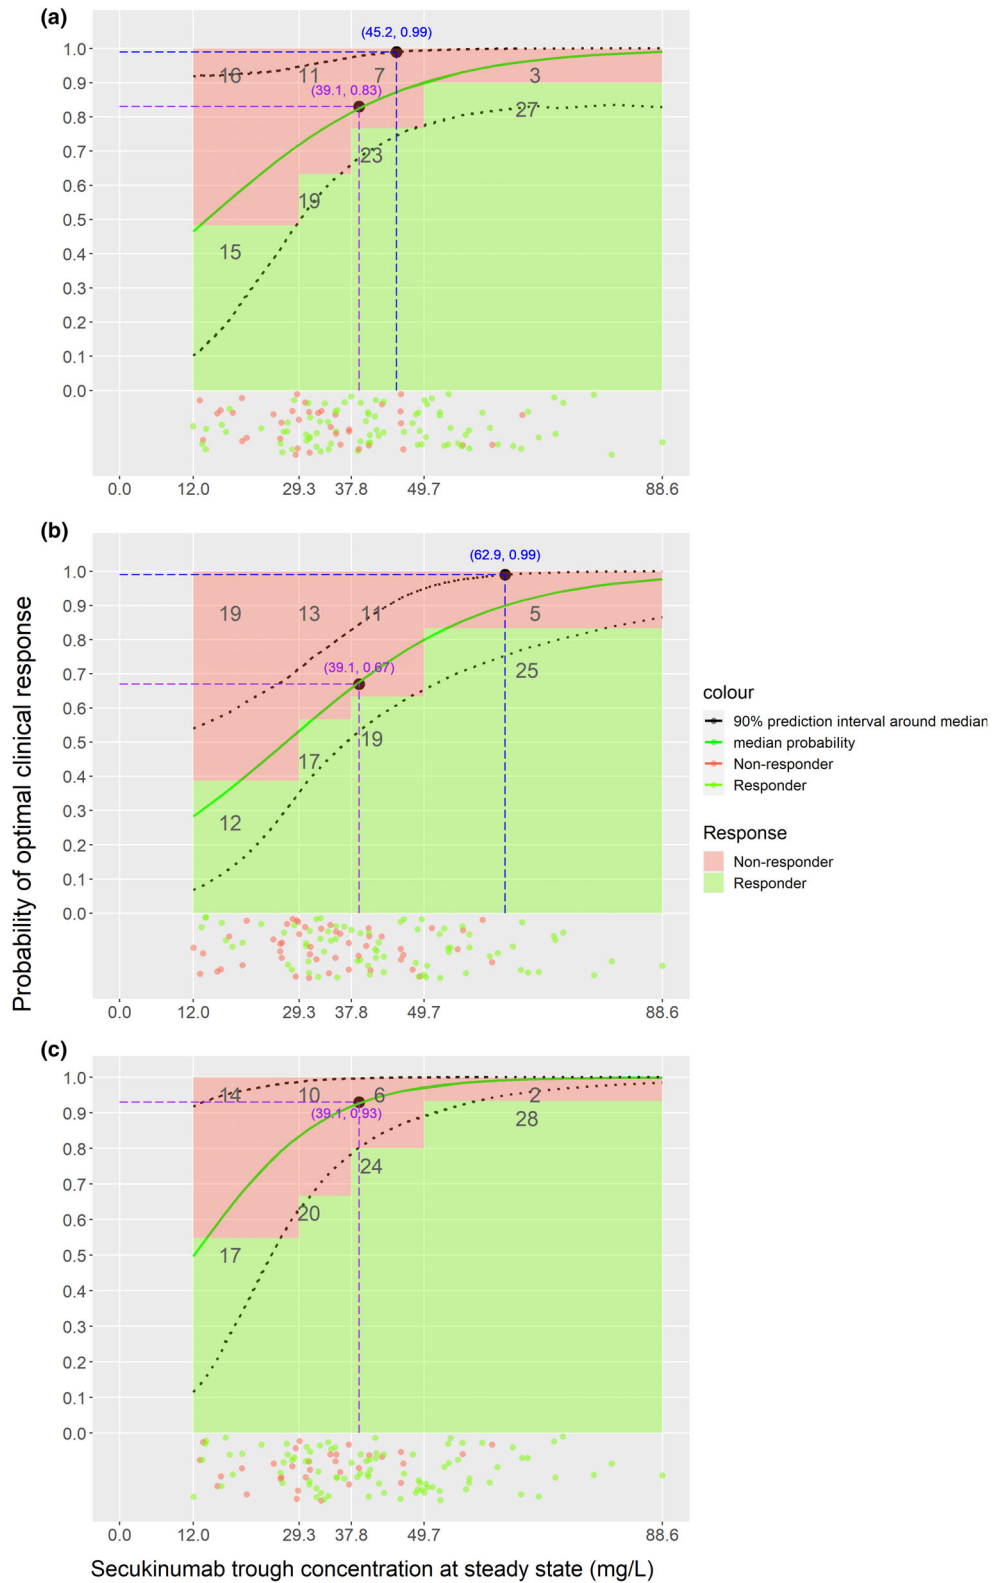 (a)
(45.2, 0.99)
1.0
16 11 7 3
0.9
(39.1, 0.83)
27
0.8
0.7
23
0.6
19
0.5
15
0.4
0.3
0.2
0.1
0.0
0.0 12.0 29.3 37.8 49.7 88.6
(b)
(62.9, 0.99)
1.0
0.9
19 13 11 5
0.8
0.7
(39.1, 0.67)
25
0.6
19
0.5
17
0.4
12
0.3
0.2
0.1
0.0
0.0 12.0 29.3 37.8 49.7 88.6
Probability of optimal clinical response
colour
90% prediction interval around median
median probability
Non-responder
Responder
Response
Non-responder
Responder
(c)
1.0
14 10 6 2
0.9
(39.1, 0.93)
28
0.8
24
0.7
0.6
20
0.5
17
0.4
0.3
0.2
0.1
0.0
0.0 12.0 29.3 37.8 49.7 88.6
Secukinumab trough concentration at steady state (mg/L)